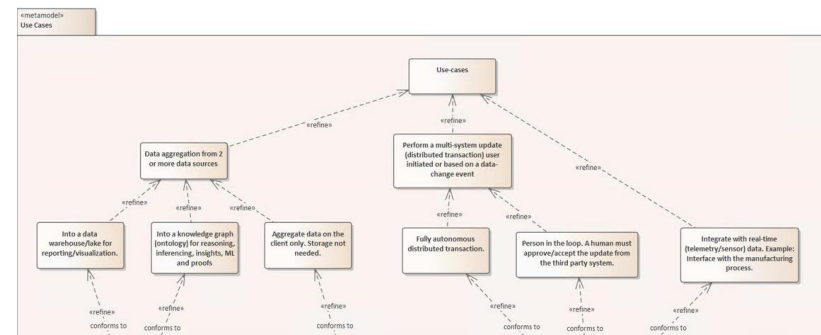 «metamodel»
Use Cases
Use-cases
«refine»
«refine»
«refine»
Data aggregation from 2
or more data sources
Perform a multi-system update
(distributed transaction) user
initiated or based on a data-
change event
«refine»
«refine»
«refine»
«refine»
«refine»
Into a data
warehouse/lake for
reporting/visualization.
Into a knowledge graph
(ontology) for reasoning,
inferencing, insights, ML
and proofs
Aggregate data on the
client only. Storage not
needed.
Fully autonomous
distributed transaction.
Person in the loop. A human must
approve/accept the update from
the third party system.
Integrate with real-time
(telemetry/sensor) data. Example:
Interface with the manufacturing
process.
«refine»
«refine»
«refine»
«refine»
«refine»
«refine»
conforms to
conforms to
conforms to
conforms to
conforms to
conforms to